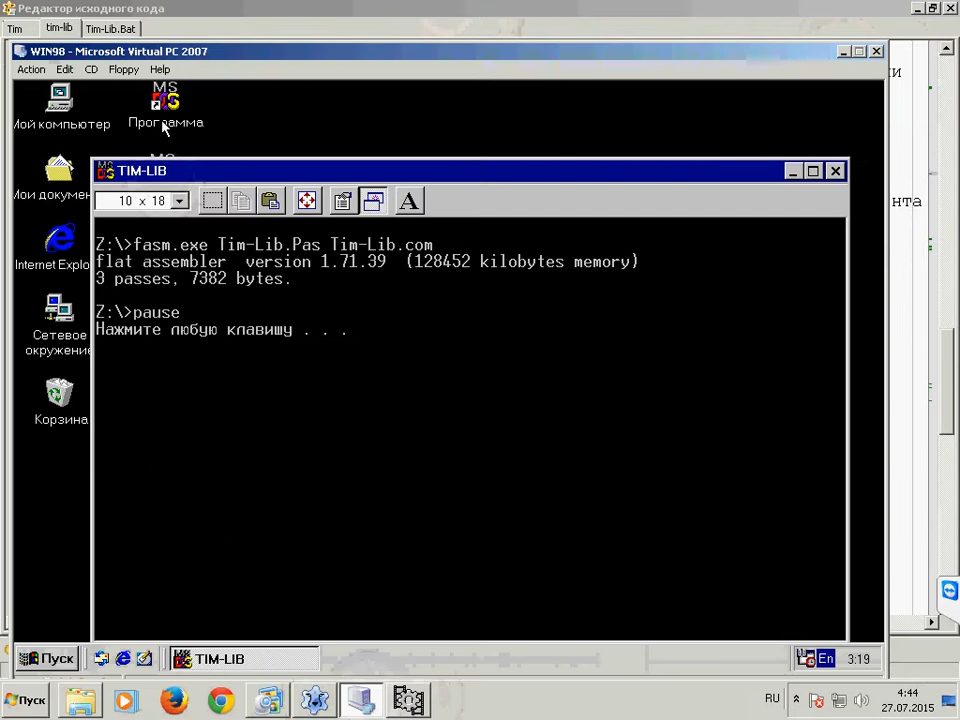 Редактор исходного кода
Tim tim-lib Tim-Lib.Bat
WIN98 - Microsoft Virtual PC 2007
Action Edit CD Floppy Help
и
MS
Мой компьютер
Программа
MS
TIM-LIB
Мои докумен
10 x 18
A
нта
Z:\>fasm.exe Tim-Lib.Pas Tim-Lib.com
flat assembler version 1.71.39 (128452 kilobytes memory)
3 passes, 7382 bytes.
Internet Explo
Z:\>pause
Нажмите любую клавишу . . .
Сетевое
окружение
Корзина
Пуск TIM-LIB En 3:19
Пуск RU 4:44
27.07.2015